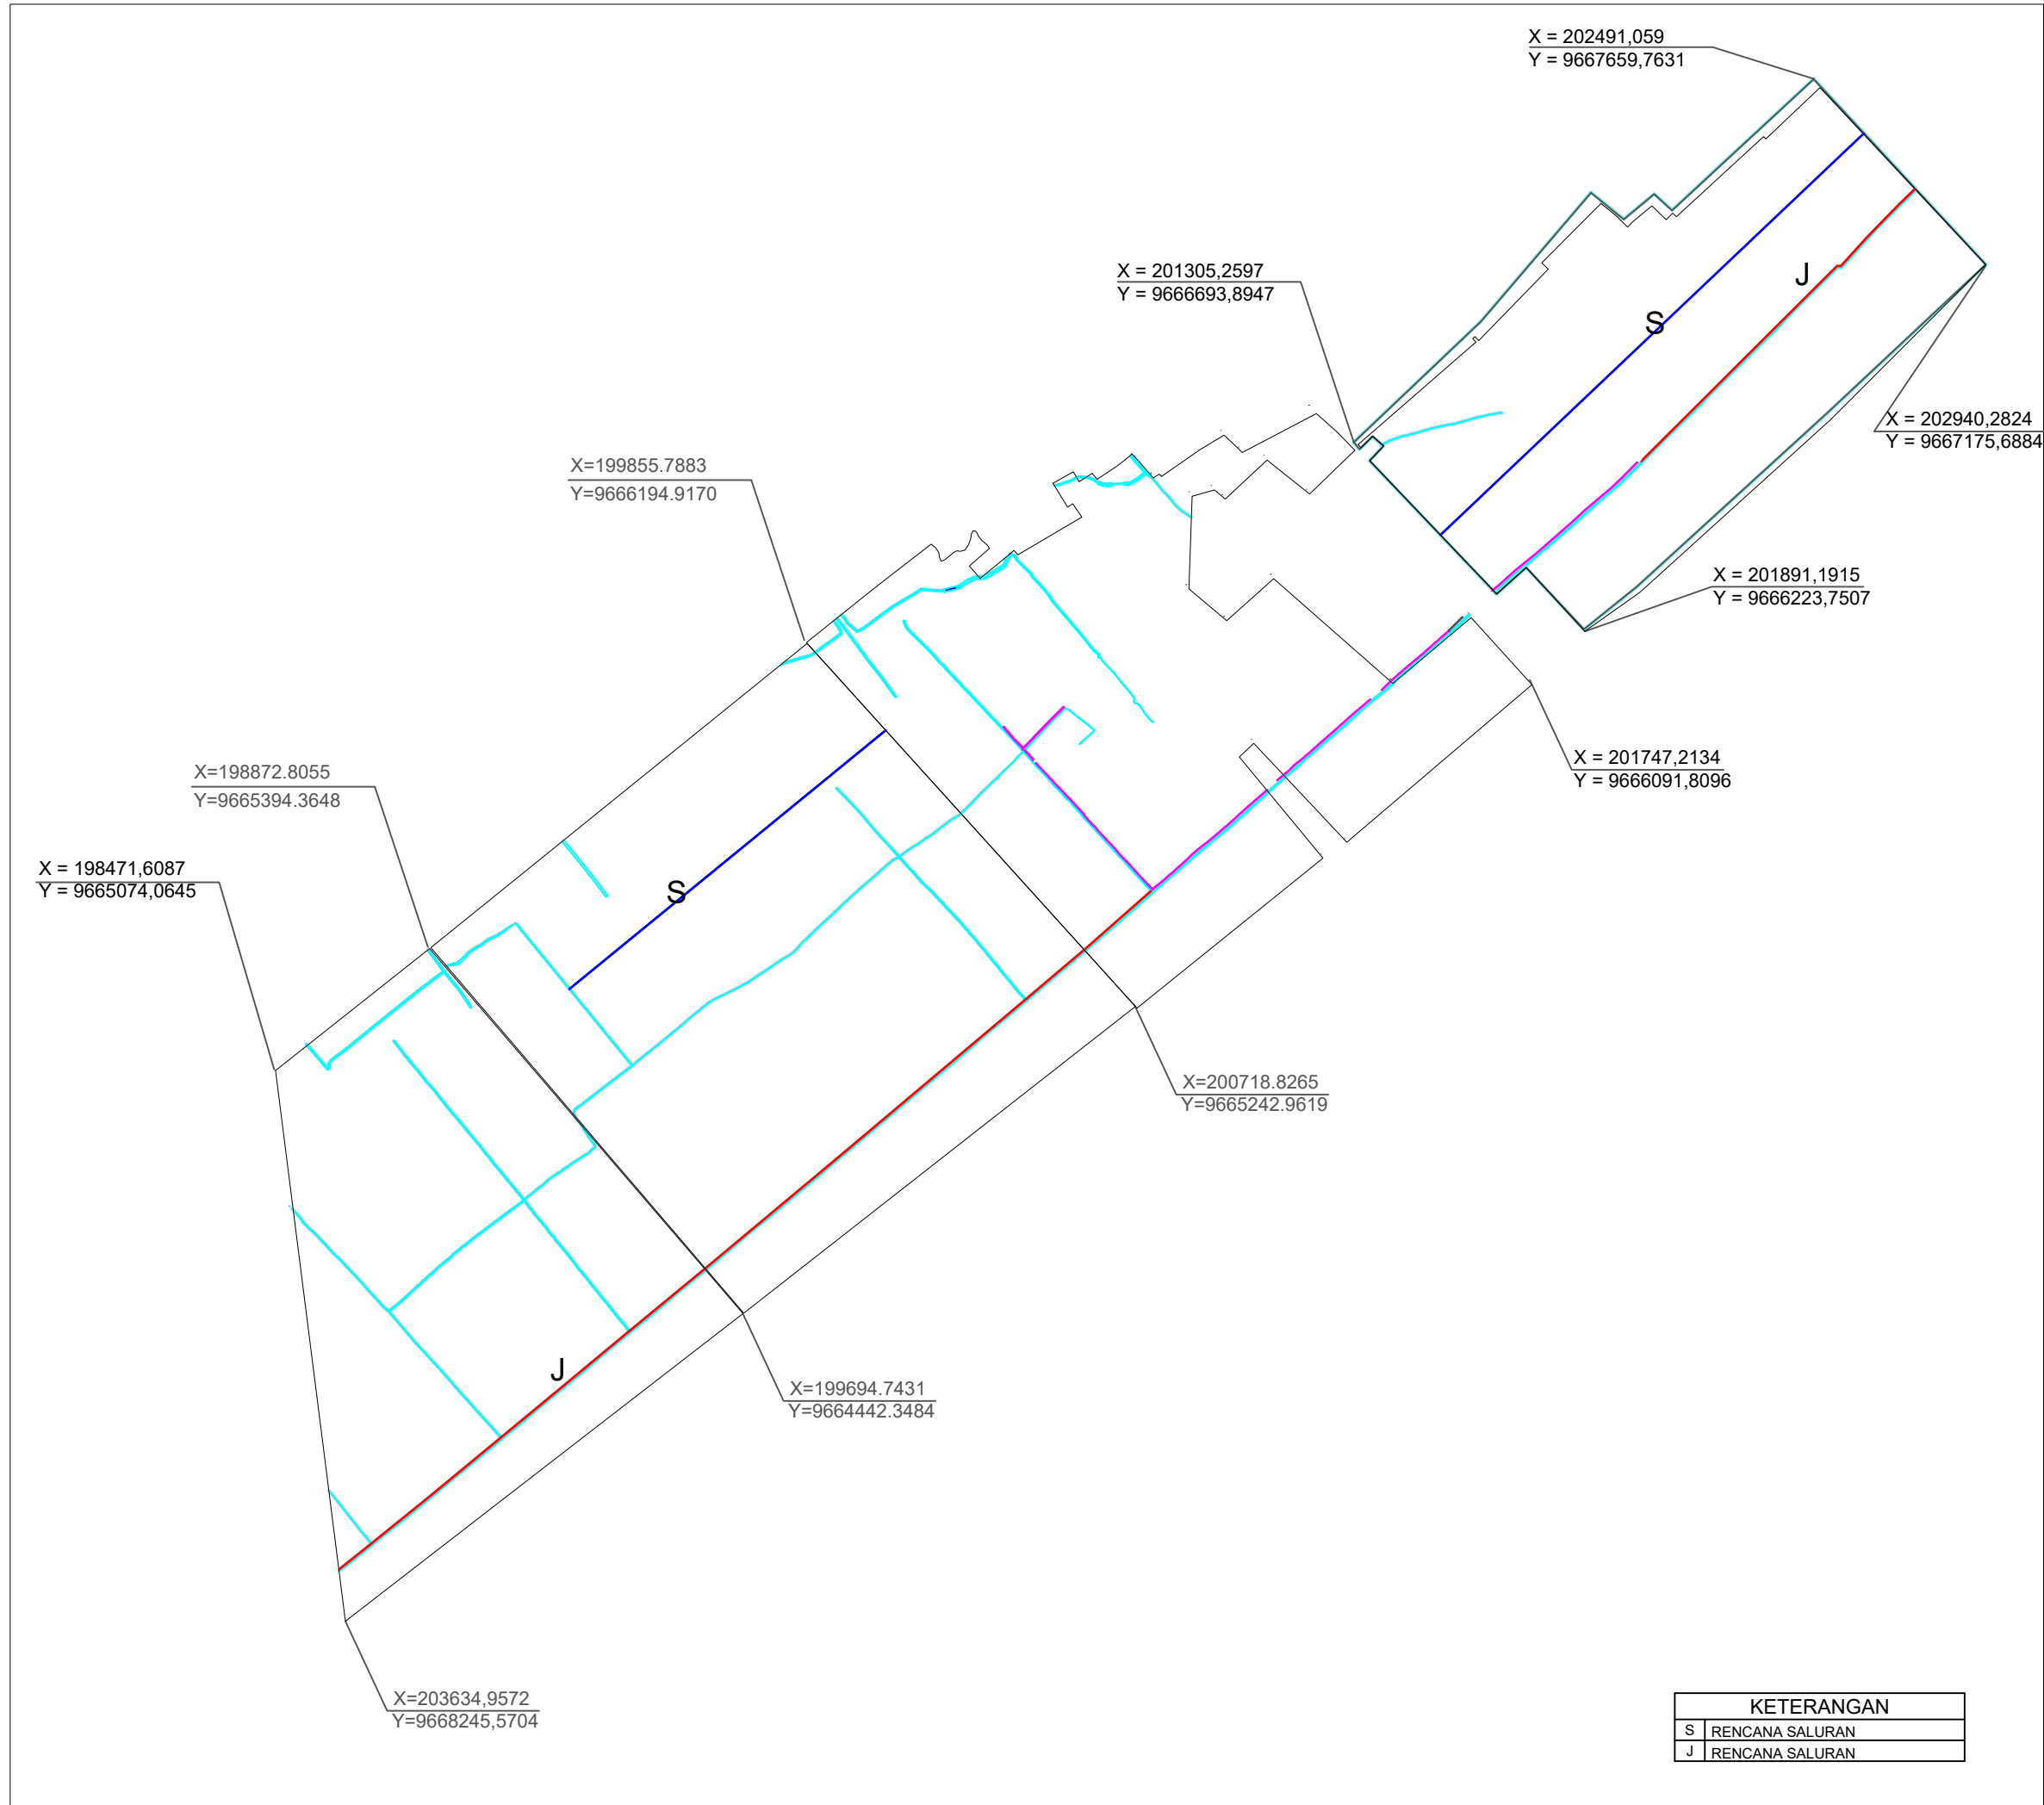 X = 202491,059
Y = 9667659,7631
X = 201305,2597
Y = 9666693,8947
J
S
X = 202940,2824
Y = 9667175,6884
X=199855.7883
Y=9666194.9170
X = 201891,1915
Y = 9666223,7507
X = 201747,2134
Y = 9666091,8096
X=198872.8055
Y=9665394.3648
X = 198471,6087
Y = 9665074,0645
S
X=200718.8265
Y=9665242.9619
J
X=199694.7431
Y=9664442.3484
X=203634,9572
Y=9668245,5704
KETERANGAN
S RENCANA SALURAN
J RENCANA SALURAN